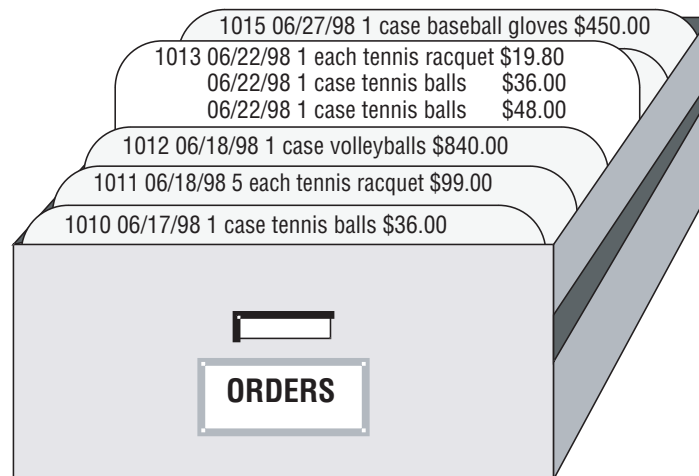 1015 06/27/98 1 case baseball gloves $450.00
1013 06/22/98 1 each tennis racquet $19.80
06/22/98 1 case tennis balls $36.00
06/22/98 1 case tennis balls $48.00
1012 06/18/98 1 case volleyballs $840.00
1011 06/18/98 5 each tennis racquet $99.00
1010 06/17/98 1 case tennis balls $36.00
ORDERS